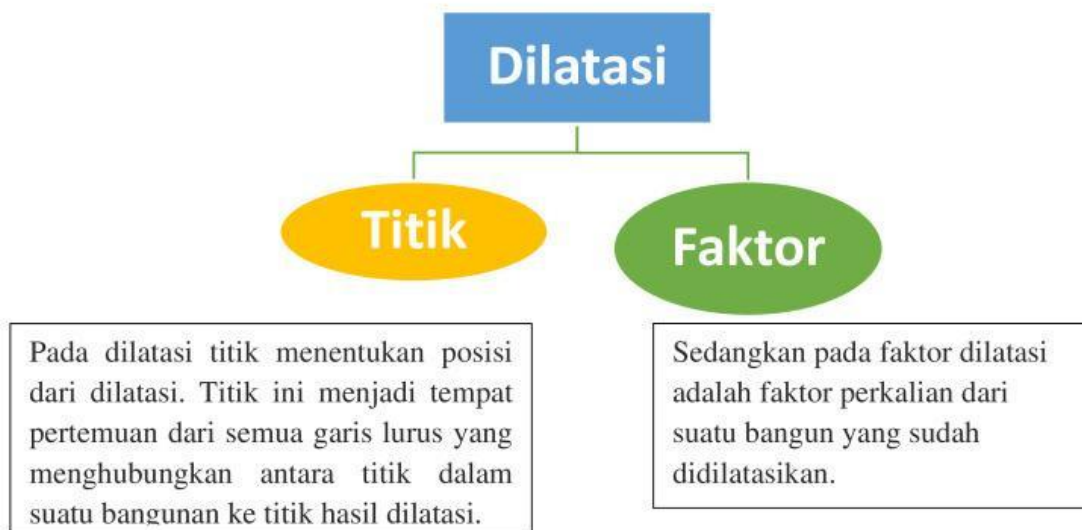 Dilatasi
Titik
Faktor
Pada dilatasi titik menentukan posisi
dari dilatasi. Titik ini menjadi tempat
pertemuan dari semua garis lurus yang
menghubungkan antara titik dalam
suatu bangunan ke titik hasil dilatasi.
Sedangkan pada faktor dilatasi
adalah faktor perkalian dari
suatu bangun yang sudah
didilatasikan.